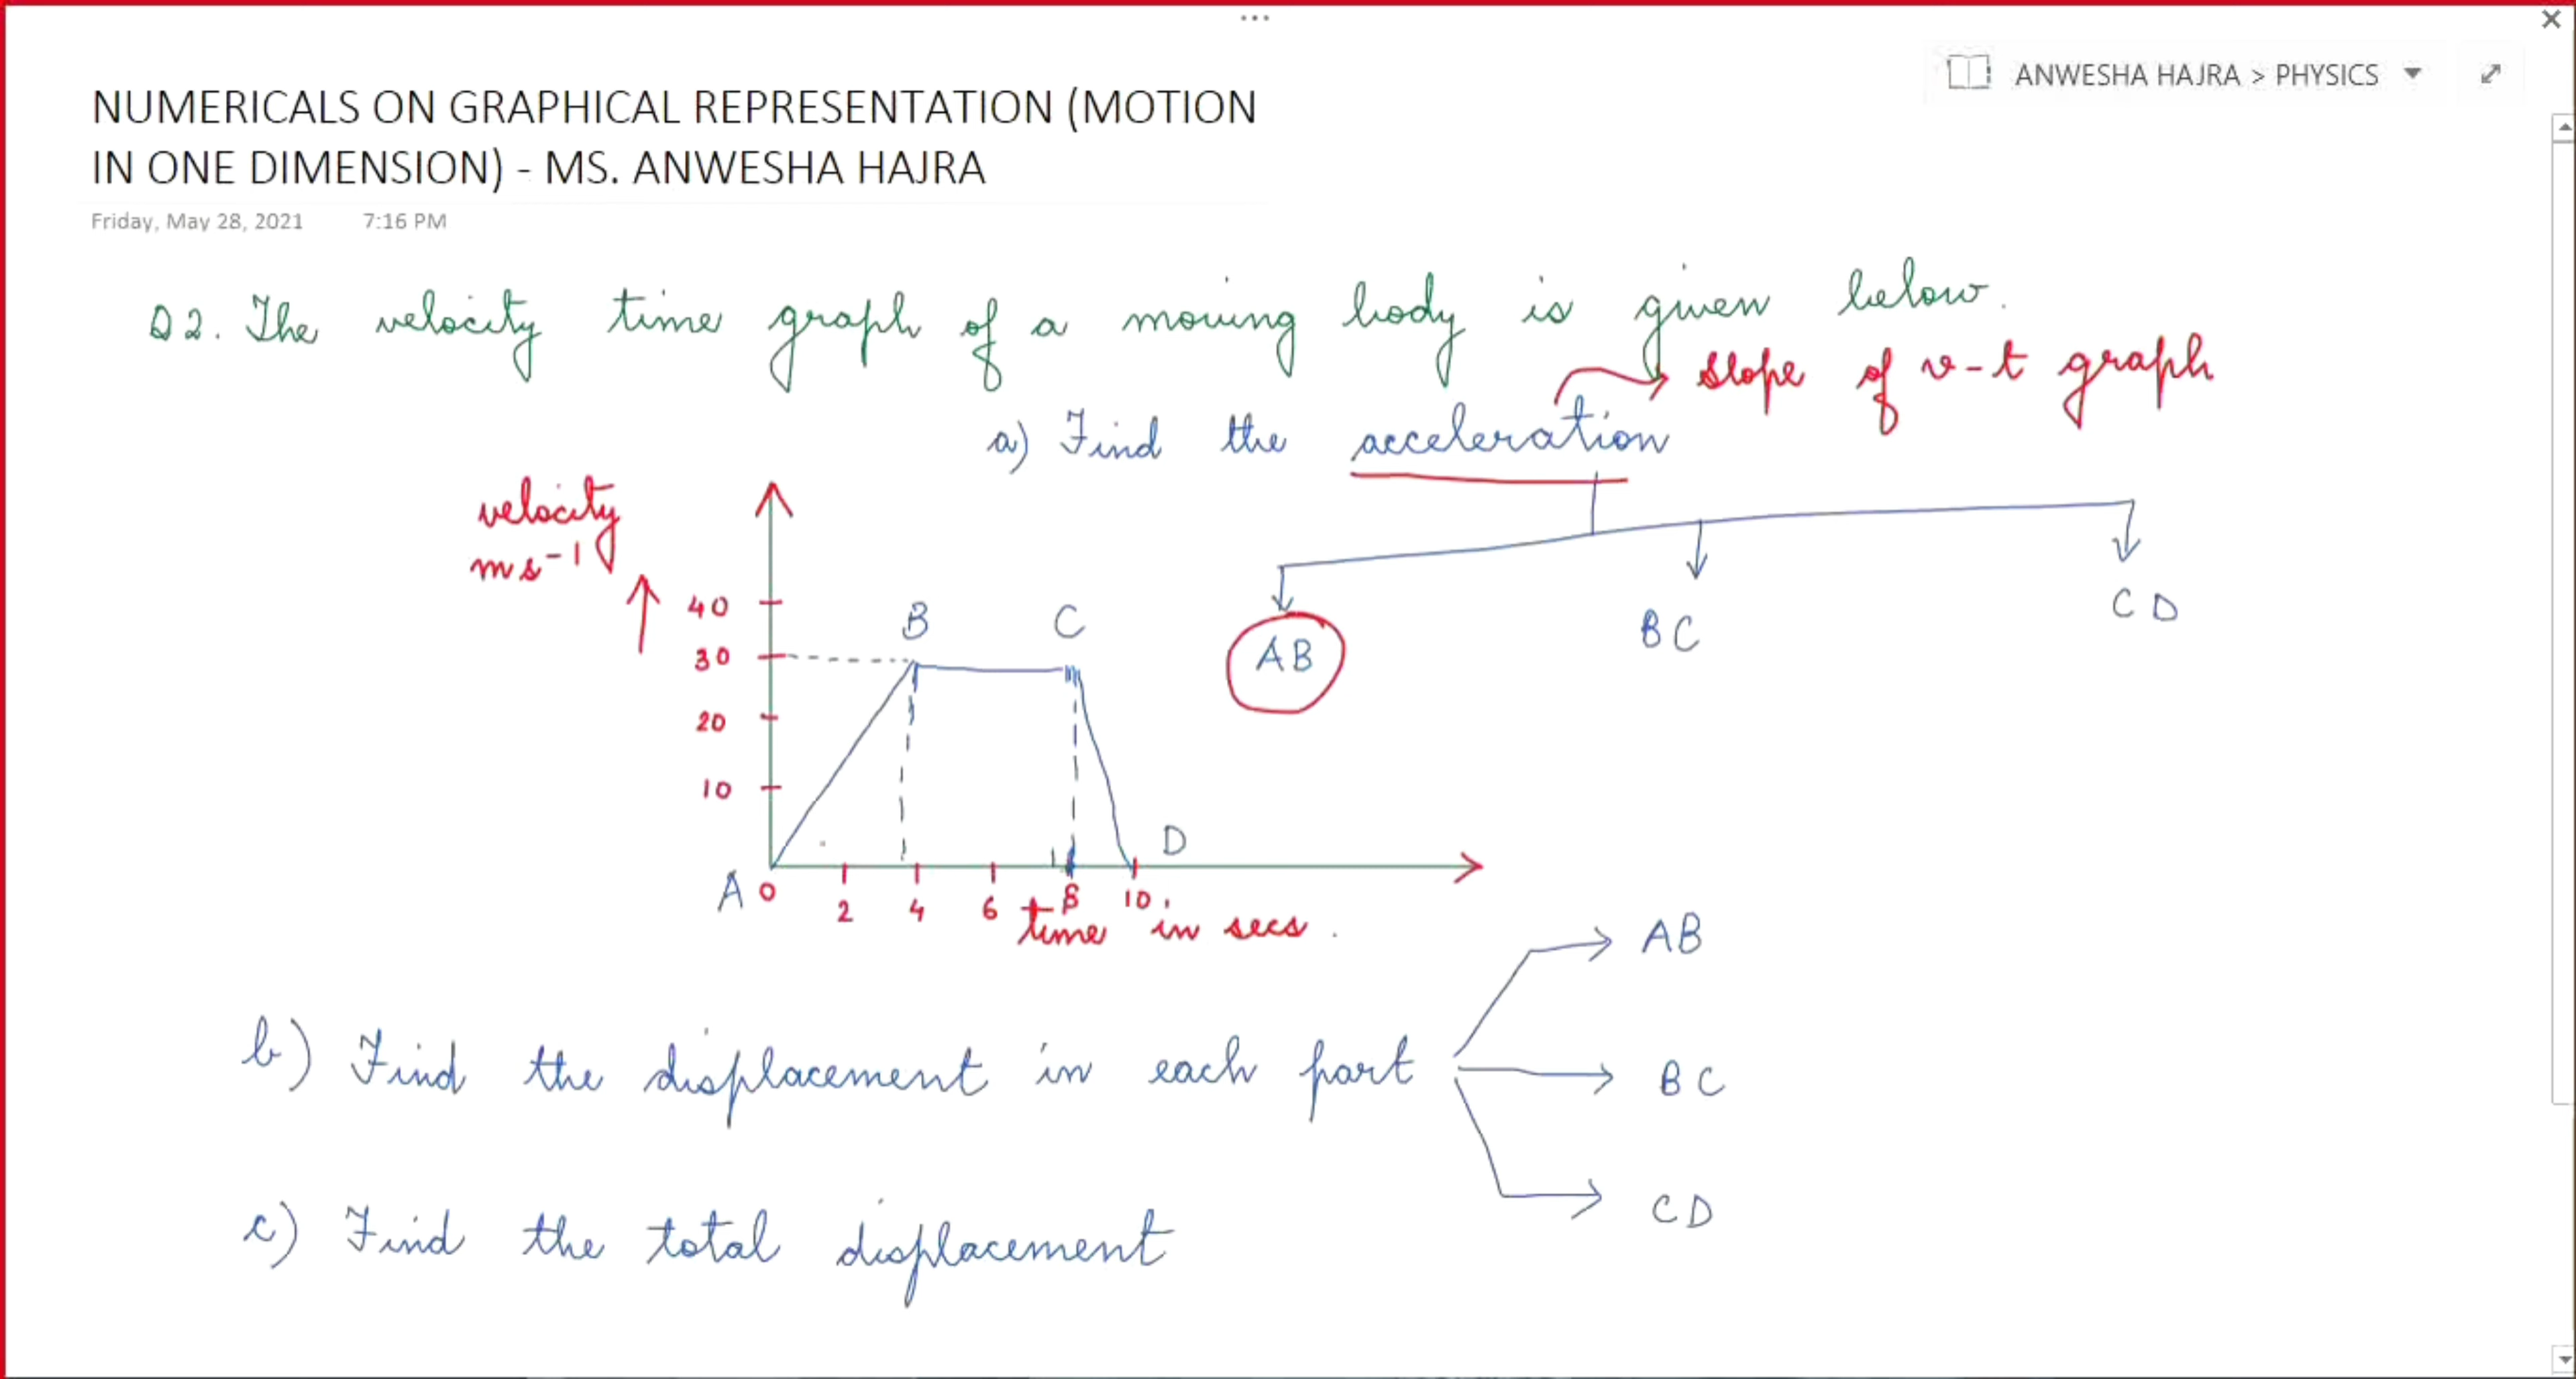 ANWESHA HAJRA > PHYSICS
NUMERICALS ON GRAPHICAL REPRESENTATION (MOTION
IN ONE DIMENSION) - MS. ANWESHA HAJRA
Friday, May 28, 2021 7:16 PM
Q2. The velocity time graph of a moving body is given below.
slope of v-t graph
a) Find the acceleration
AB
BC
CD
velocity
ms⁻¹
40
30
20
10
B
C
D
A
0 2 4 6 8 10
time in secs.
b) Find the displacement in each part
AB
BC
CD
c) Find the total displacement